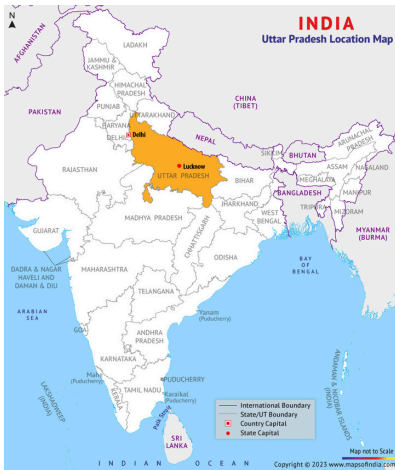 INDIA
Uttar Pradesh Location Map
N
AFGHANISTAN
LADAKH
JAMMU &
KASHMIR
HIMACHAL
PRADESH
PAKISTAN
PUNJAB
UTTARAKHAND
CHINA
(TIBET)
HARYANA
DELHI
Delhi
NEPAL
ARUNACHAL
PRADESH
SIKKIM
BHUTAN
RAJASTHAN
Lucknow
UTTAR PRADESH
ASSAM
NAGALAND
BIHAR
MEGHALAYA
BANGLADESH
MANIPUR
JHARKHAND
TRIPURA
MIZORAM
GUJARAT
MADHYA PRADESH
WEST
BENGAL
CHHATTISGARH
MYANMAR
(BURMA)
DADRA & NAGAR
HAVELI AND
DAMAN & DIU
MAHARASHTRA
ODISHA
BAY
OF
BENGAL
ARABIAN
SEA
TELANGANA
Yanam
(Puducherry)
GOA
ANDHRA
PRADESH
KARNATAKA
Mahe
(Puducherry)
PUDUCHERRY
Karaikal
(Puducherry)
LAKSHADWEEP
(INDIA)
KERALA
TAMIL NADU
ANDAMAN & NICOBAR ISLANDS
(INDIA)
Palk Strait
SRI
LANKA
International Boundary
State/UT Boundary
Country Capital
State Capital
Map not to Scale
INDIAN OCEAN
Copyright © 2023 www.mapsofindia.com